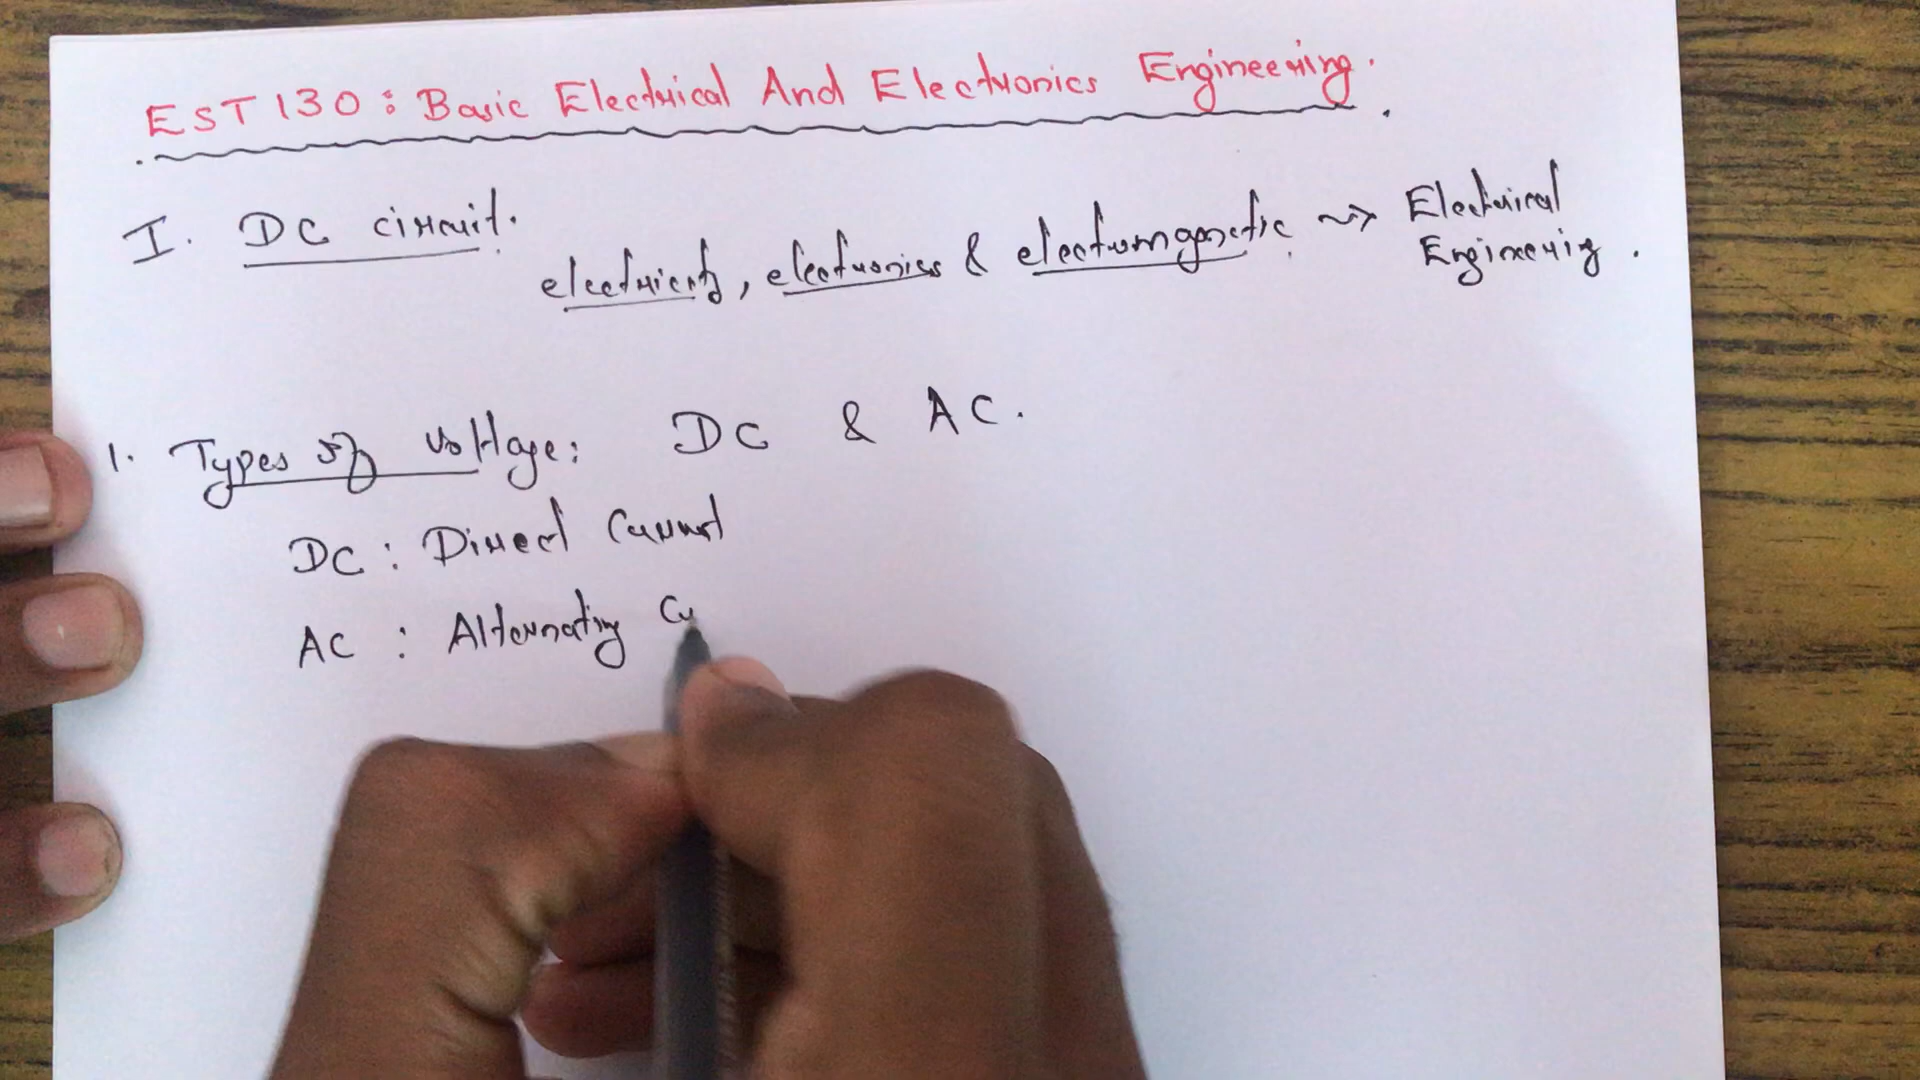 EST 130: Basic Electrical And Electronics Engineering.
I. DC circuit.
electricity, electronics & electromagnetic ⇝ Electrical Engineering.
1. Types of voltage: DC & AC.
DC: Direct Current
AC: Alternating Cu